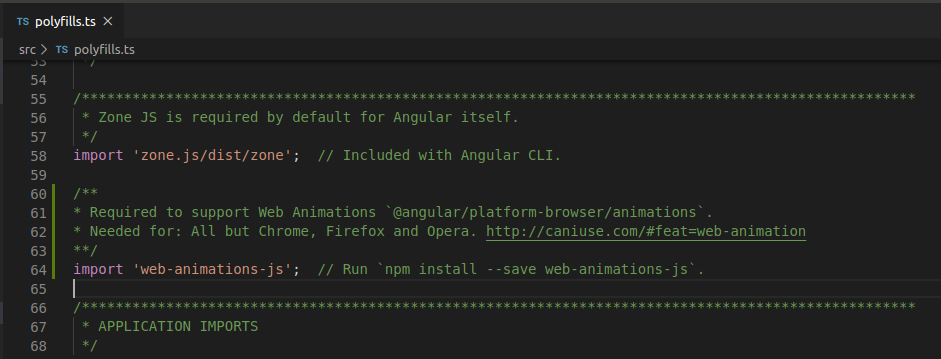 TS polyfills.ts ×
src > TS polyfills.ts
53 */
54
55 /***************************************************************************************************
56 * Zone JS is required by default for Angular itself.
57 */
58 import 'zone.js/dist/zone';  // Included with Angular CLI.
59
60 /**
61 * Required to support Web Animations `@angular/platform-browser/animations`.
62 * Needed for: All but Chrome, Firefox and Opera. http://caniuse.com/#feat=web-animation
63 **/
64 import 'web-animations-js';  // Run `npm install --save web-animations-js`.
65
66 /***************************************************************************************************
67 * APPLICATION IMPORTS
68 */